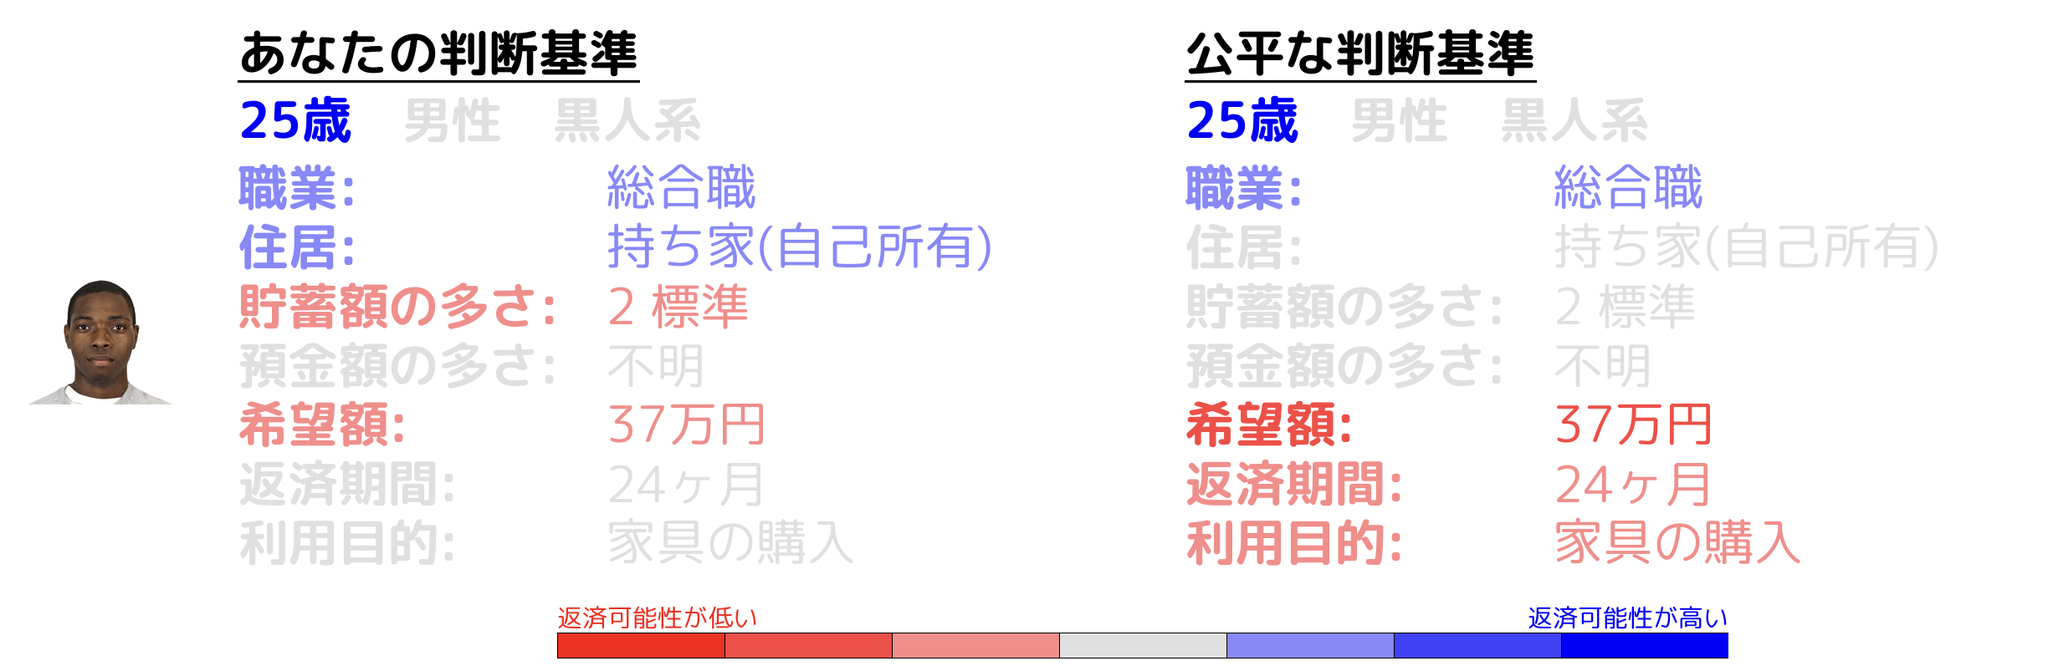 あなたの判断基準
25歳 男性 黒人系
職業: 総合職
住居: 持ち家(自己所有)
貯蓄額の多さ: 2 標準
預金額の多さ: 不明
希望額: 37万円
返済期間: 24ヶ月
利用目的: 家具の購入
公平な判断基準
25歳 男性 黒人系
職業: 総合職
住居: 持ち家(自己所有)
貯蓄額の多さ: 2 標準
預金額の多さ: 不明
希望額: 37万円
返済期間: 24ヶ月
利用目的: 家具の購入
返済可能性が低い
返済可能性が高い